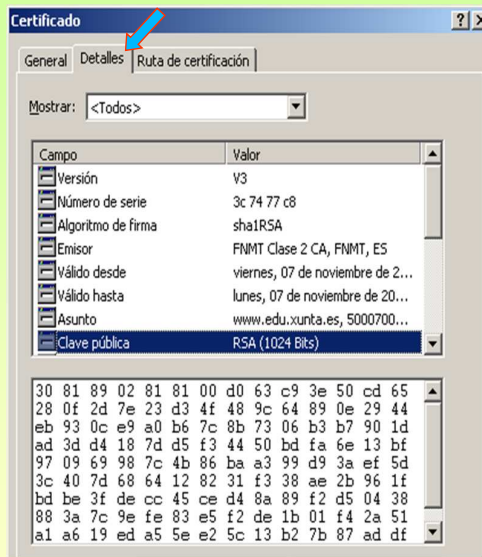 Certificado
General Detalles Ruta de certificación
Mostrar: <Todos>
Campo Valor
Versión V3
Número de serie 3c 74 77 c8
Algoritmo de firma sha1RSA
Emisor FNMT Clase 2 CA, FNMT, ES
Válido desde viernes, 07 de noviembre de 2...
Válido hasta lunes, 07 de noviembre de 20...
Asunto www.edu.xunta.es, 5000700...
Clave pública RSA (1024 Bits)
30 81 89 02 81 81 00 d0 63 c9 3e 50 cd 65
28 0f 2d 7e 23 d3 4f 48 9c 64 89 0e 29 44
eb 93 0c e9 a0 b6 7c 8b 73 06 b3 b7 90 1d
ad 3d d4 18 7d d5 f3 44 50 bd fa 6e 13 bf
97 09 69 98 7c 4b 86 ba a3 99 d9 3a ef 5d
3c 40 7d 68 64 12 82 31 f3 38 ae 2b 96 1f
bd be 3f de cc 45 ce d4 8a 89 f2 d5 04 38
88 3a 7c 9e fe 83 e5 f2 de 1b 01 f4 2a 51
a1 a6 19 ed a5 5e e2 5c 13 b2 7b 87 ad df